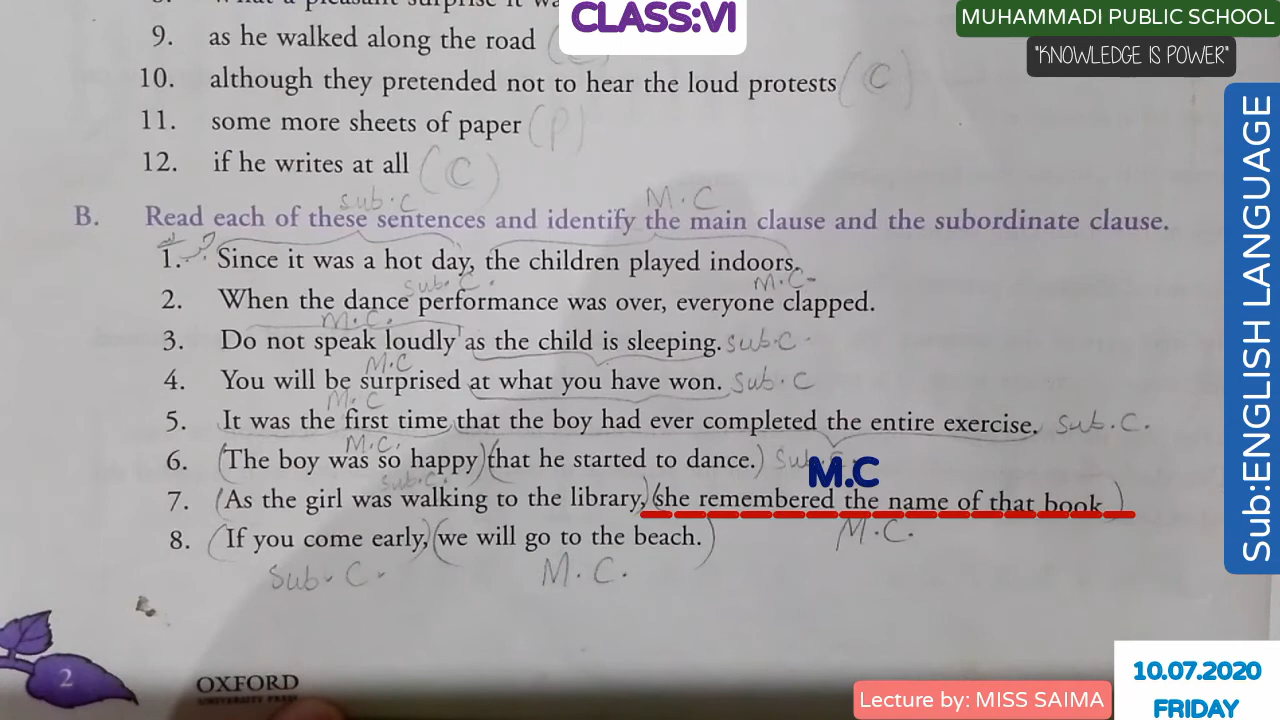 CLASS:VI
MUHAMMADI PUBLIC SCHOOL
"KNOWLEDGE IS POWER"
9. as he walked along the road
10. although they pretended not to hear the loud protests (C)
11. some more sheets of paper (P)
12. if he writes at all (C)
Sub.C M.C
B. Read each of these sentences and identify the main clause and the subordinate clause.
1. Since it was a hot day, the children played indoors.
Sub.C. M.C-
2. When the dance performance was over, everyone clapped.
M.C.
3. Do not speak loudly as the child is sleeping. Sub.C
M.C
4. You will be surprised at what you have won. Sub.C
M.C
5. It was the first time that the boy had ever completed the entire exercise. Sub.C.
M.C.
6. (The boy was so happy)(that he started to dance.) Sub.
M.C
Sub.C.
7. (As the girl was walking to the library,)(she remembered the name of that book.)
M.C.
8. (If you come early,)(we will go to the beach.)
Sub.C. M.C.
2
OXFORD
UNIVERSITY PRESS
Sub:ENGLISH LANGUAGE
10.07.2020
FRIDAY
Lecture by: MISS SAIMA